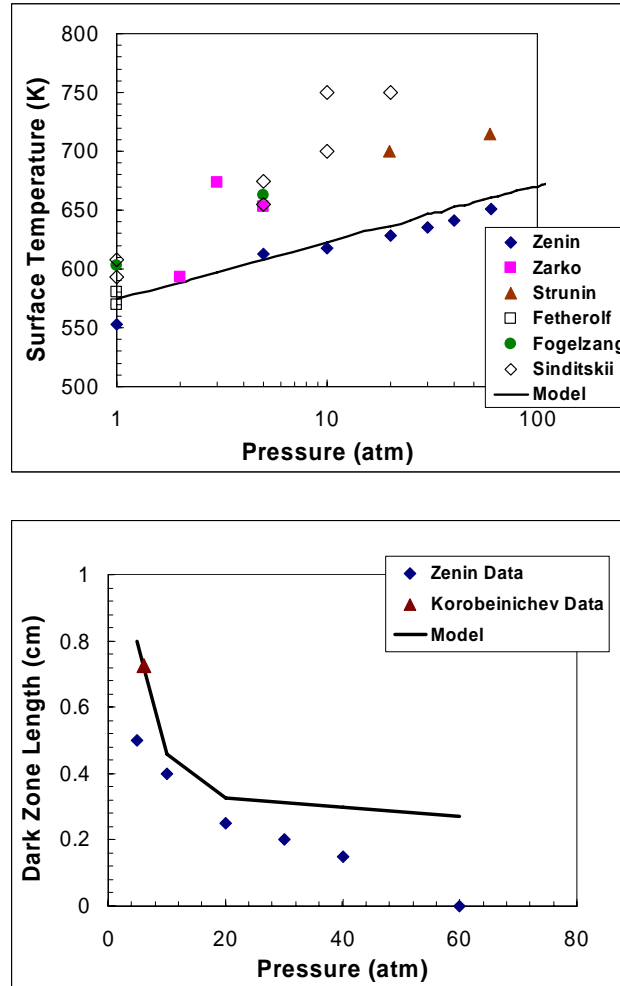 800
750
700
650
600
550
500
Surface Temperature (K)
Zenin
Zarko
Strunin
Fetherolf
Fogelzang
Sinditskii
Model
1
10
100
Pressure (atm)
1
0.8
0.6
0.4
0.2
0
Dark Zone Length (cm)
Zenin Data
Korobeinichev Data
Model
0
20
40
60
80
Pressure (atm)